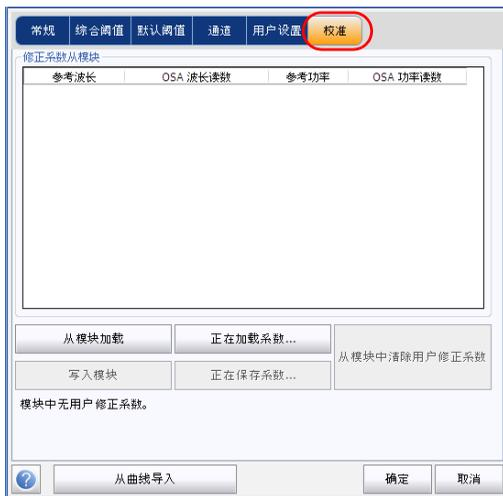 常规 综合阈值 默认阈值 通道 用户设置 校准
修正系数从模块
参考波长 OSA 波长读数 参考功率 OSA 功率读数
从模块加载 正在加载系数... 从模块中清除用户修正系数
写入模块 正在保存系数...
模块中无用户修正系数。
? 从曲线导入 确定 取消